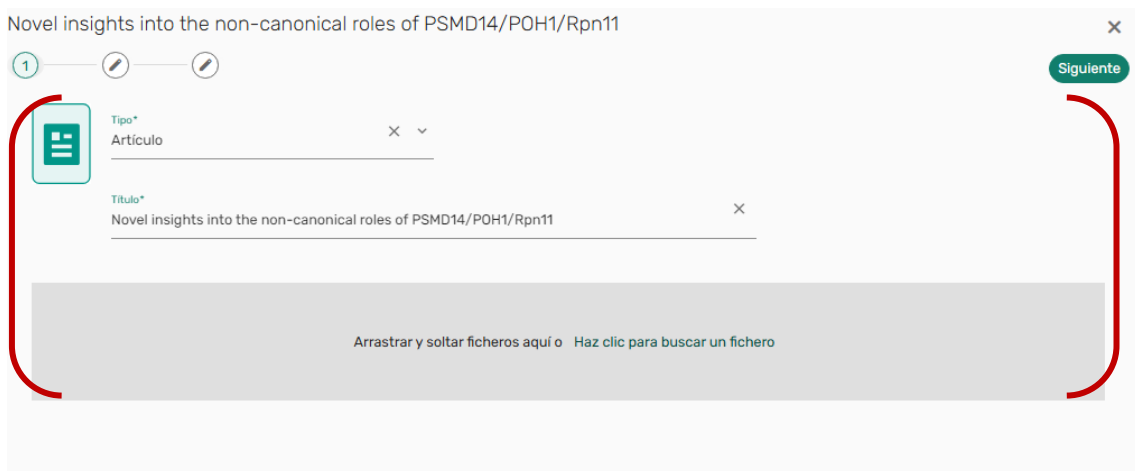 Novel insights into the non-canonical roles of PSMD14/POH1/Rpn11
1
Siguiente
Tipo*
Artículo
Título*
Novel insights into the non-canonical roles of PSMD14/POH1/Rpn11
Arrastrar y soltar ficheros aquí o Haz clic para buscar un fichero